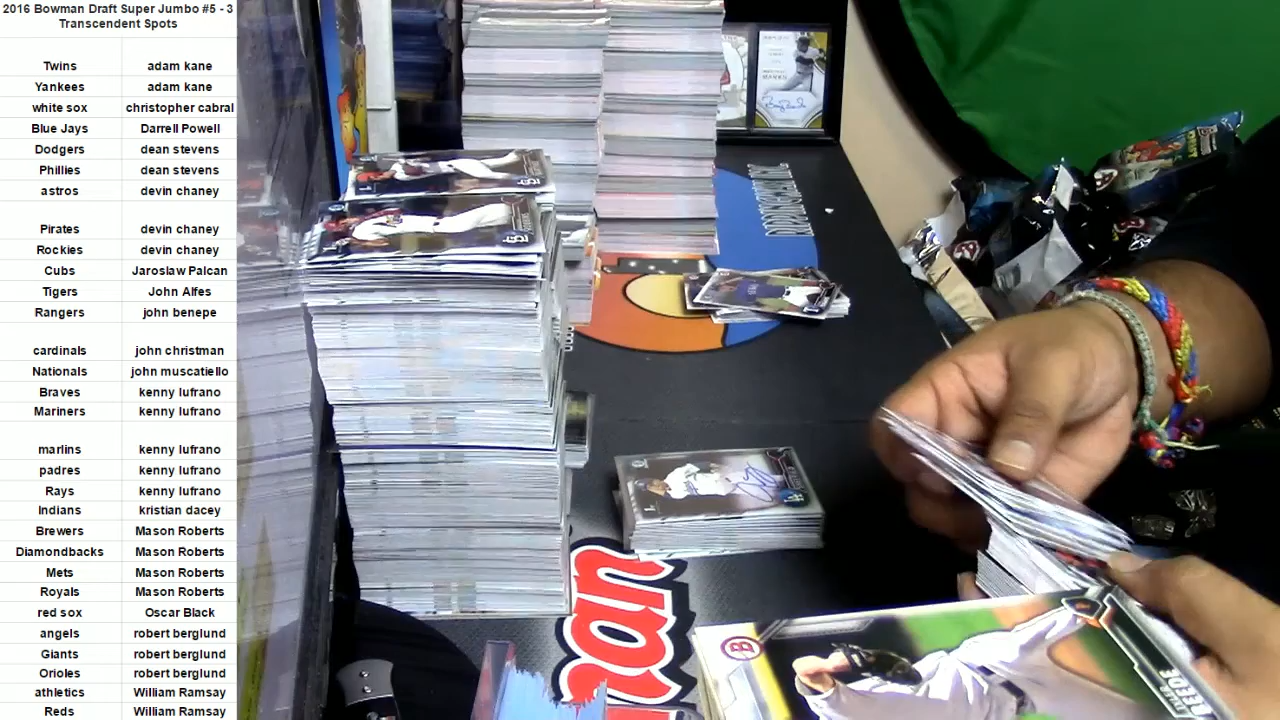 2016 Bowman Draft Super Jumbo #5 - 3
Transcendent Spots
Twins adam kane
Yankees adam kane
white sox christopher cabral
Blue Jays Darrell Powell
Dodgers dean stevens
Phillies dean stevens
astros devin chaney
Pirates devin chaney
Rockies devin chaney
Cubs Jaroslaw Palcan
Tigers John Alfes
Rangers john benepe
cardinals john christman
Nationals john muscatiello
Braves kenny lufrano
Mariners kenny lufrano
marlins kenny lufrano
padres kenny lufrano
Rays kenny lufrano
Indians kristian dacey
Brewers Mason Roberts
Diamondbacks Mason Roberts
Mets Mason Roberts
Royals Mason Roberts
red sox Oscar Black
angels robert berglund
Giants robert berglund
Orioles robert berglund
athletics William Ramsay
Reds William Ramsay
B